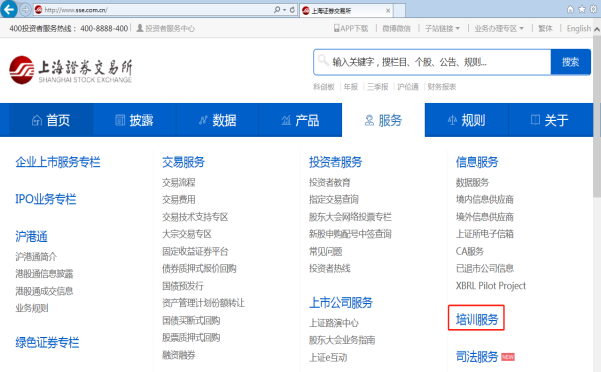 http://www.sse.com.cn/
上海证券交易所
400投资者服务热线：400-8888-400 投资者服务中心
APP下载 微博微信 子站链接 业务办理专区 繁体 English
上海證券交易所
SHANGHAI STOCK EXCHANGE
输入关键字，搜栏目、个股、公告、规则... 搜索
科创板 年报 三季报 沪伦通 财务报表
首页 披露 数据 产品 服务 规则 关于
企业上市服务专栏
IPO业务专栏
沪港通
沪港通简介
港股通信息披露
港股通成交信息
业务规则
绿色证券专栏
交易服务
交易流程
交易费用
交易技术支持专区
大宗交易专区
固定收益证券平台
债券质押式报价回购
国债预发行
资产管理计划份额转让
国债买断式回购
股票质押式回购
融资融券
投资者服务
投资者教育
指定交易查询
股东大会网络投票专栏
新股申购配号中签查询
常见问题
投资者热线
上市公司服务
上证路演中心
股东大会业务指南
上证e互动
信息服务
数据服务
境内信息供应商
境外信息供应商
上证所电子信箱
CA服务
已退市公司信息
XBRL Pilot Project
培训服务
司法服务 NEW